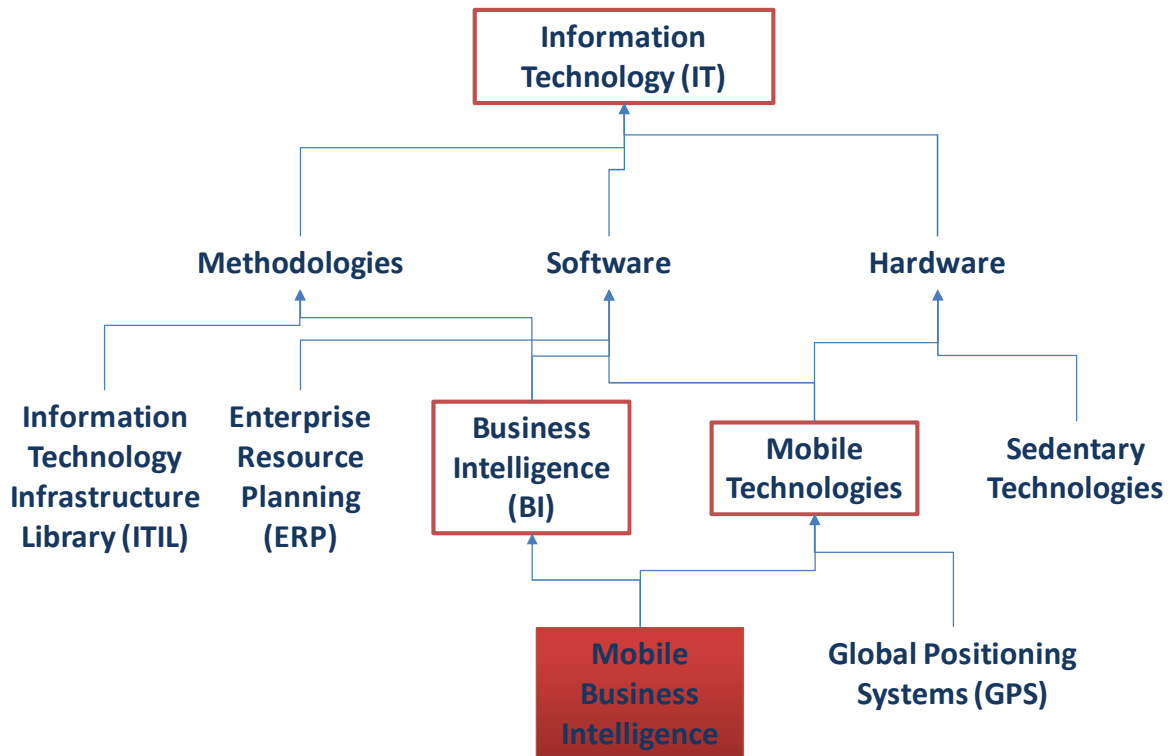 Information
Technology (IT)
Methodologies
Software
Hardware
Information
Technology
Infrastructure
Library (ITIL)
Enterprise
Resource
Planning
(ERP)
Business
Intelligence
(BI)
Mobile
Technologies
Sedentary
Technologies
Mobile
Business
Intelligence
Global Positioning
Systems (GPS)